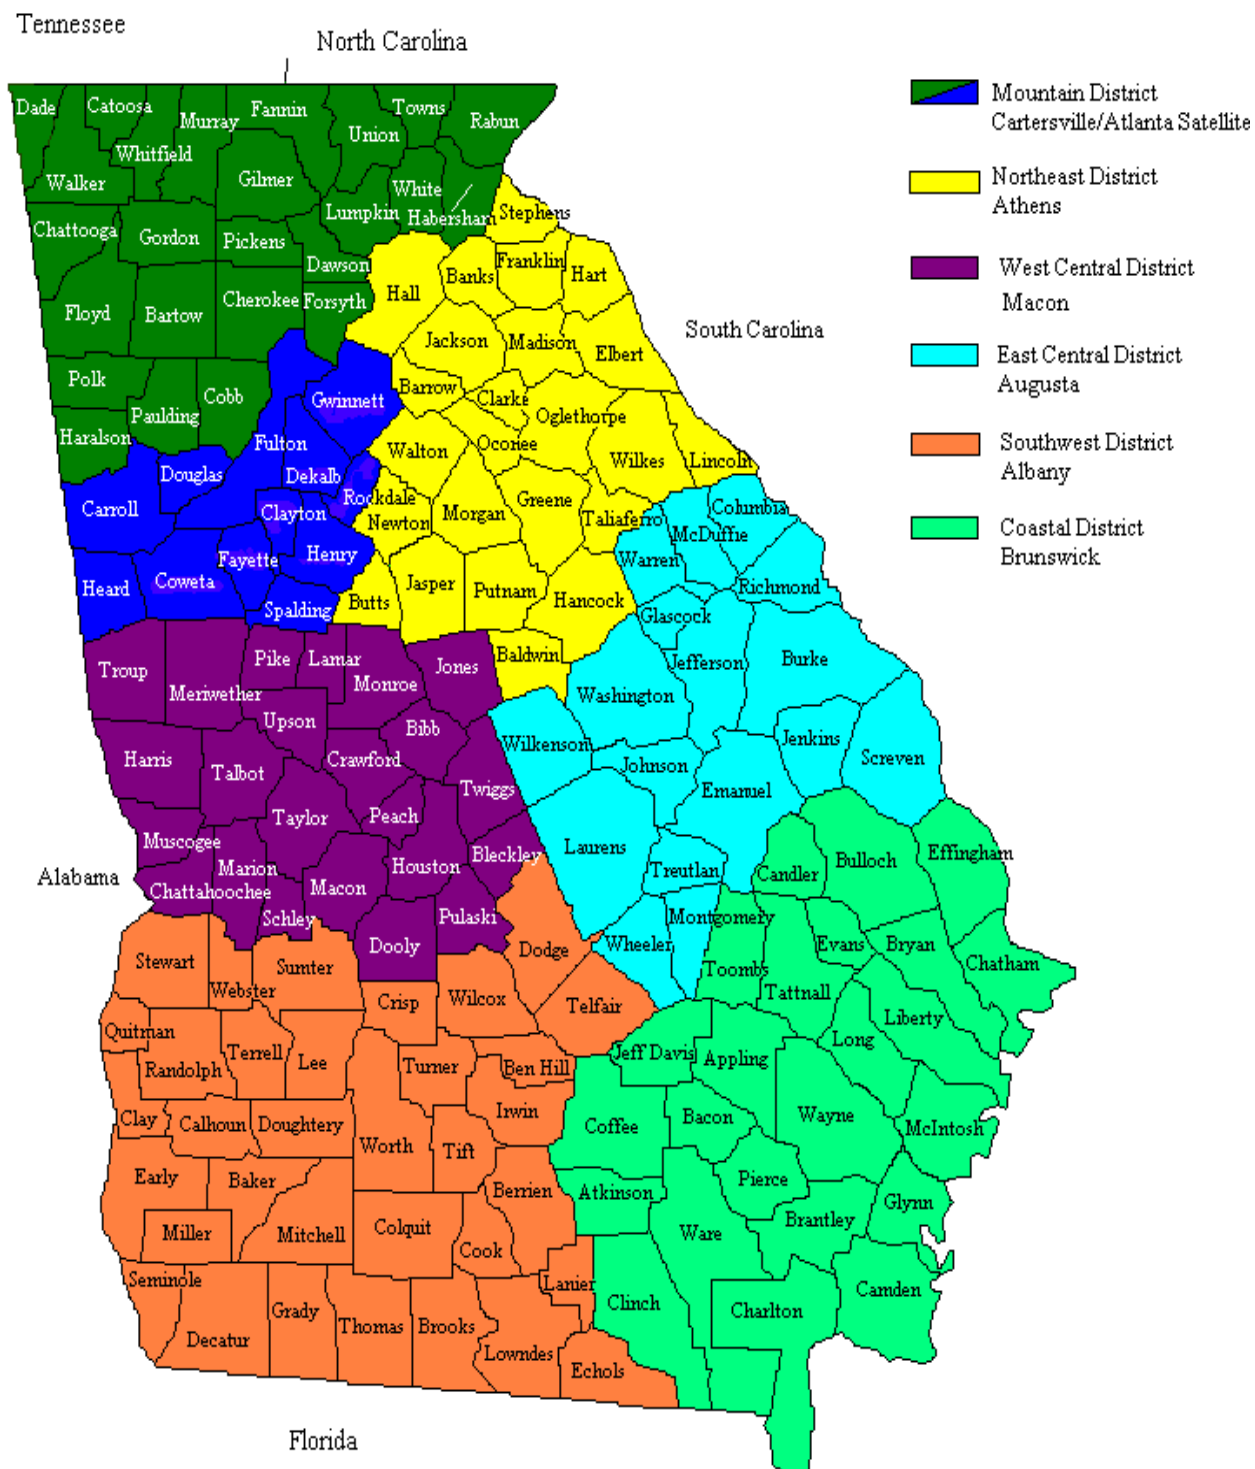 Tennessee
North Carolina
Dade
Catoosa
Murray
Fannin
Towns
Union
Rabun
Whitfield
Walker
Gilmer
White
Lumpkin
Habersham
Chattooga
Gordon
Pickens
Dawson
Stephens
Franklin
Banks
Hart
Hall
Floyd
Bartow
Cherokee
Forsyth
Jackson
Madison
Elbert
Polk
Paulding
Cobb
Gwinnett
Barrow
Clarke
Oglethorpe
Haralson
Fulton
Oconee
Walton
Wilkes
Lincoln
Douglas
Dekalb
Rockdale
Carroll
Clayton
Newton
Morgan
Greene
Taliaferro
Columbia
McDuffie
Heard
Coweta
Fayette
Henry
Jasper
Putnam
Warren
Richmond
Spalding
Butts
Hancock
Glascock
Troup
Meriwether
Pike
Lamar
Monroe
Jones
Baldwin
Washington
Jefferson
Burke
Upson
Bibb
Crawford
Wilkenson
Johnson
Jenkins
Screven
Harris
Talbot
Twiggs
Emanuel
Taylor
Peach
Muscogee
Marion
Houston
Bleckley
Laurens
Treutlan
Candler
Bulloch
Effingham
Alabama
Chattahoochee
Macon
Schley
Pulaski
Montgomery
Dooly
Dodge
Wheeler
Toombs
Evans
Bryan
Chatham
Stewart
Webster
Sumter
Crisp
Wilcox
Telfair
Tattnall
Liberty
Long
Quitman
Randolph
Terrell
Lee
Turner
Ben Hill
Jeff Davis
Appling
Irwin
Clay
Calhoun
Doughtery
Worth
Tift
Coffee
Bacon
Wayne
McIntosh
Early
Baker
Berrien
Atkinson
Pierce
Glynn
Miller
Mitchell
Colquit
Cook
Ware
Brantley
Seminole
Lanier
Clinch
Charlton
Camden
Decatur
Grady
Thomas
Brooks
Lowndes
Echols
Florida
South Carolina
Mountain District
Cartersville/Atlanta Satellite
Northeast District
Athens
West Central District
Macon
East Central District
Augusta
Southwest District
Albany
Coastal District
Brunswick